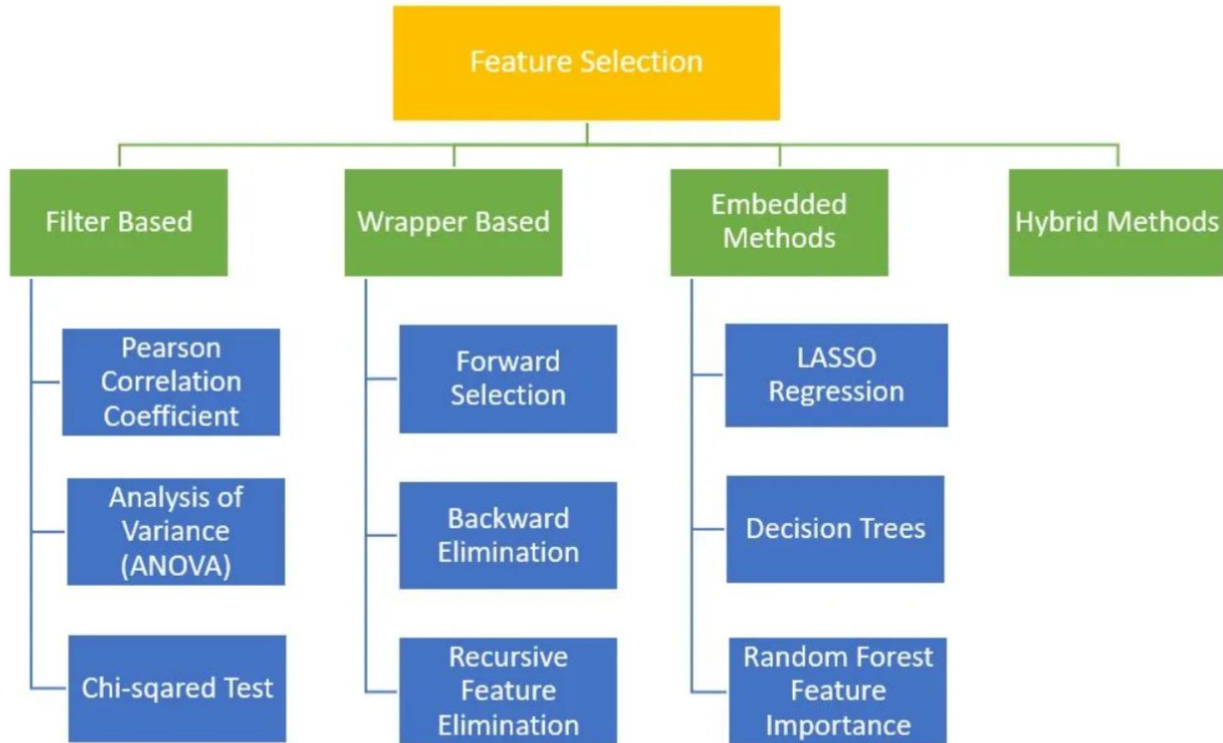 Feature Selection
Filter Based
Wrapper Based
Embedded
Methods
Hybrid Methods
Pearson
Correlation
Coefficient
Analysis of
Variance
(ANOVA)
Chi-sqared Test
Forward
Selection
Backward
Elimination
Recursive
Feature
Elimination
LASSO
Regression
Decision Trees
Random Forest
Feature
Importance